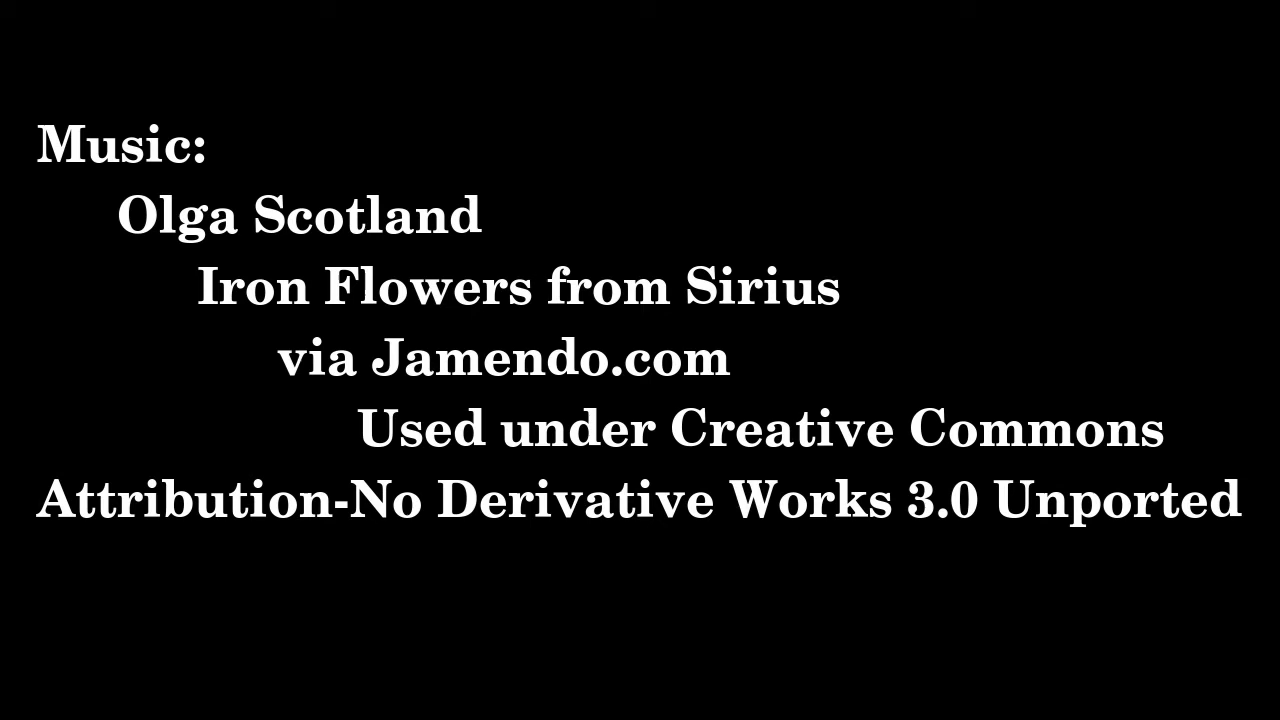 Music:
Olga Scotland
Iron Flowers from Sirius
via Jamendo.com
Used under Creative Commons
Attribution-No Derivative Works 3.0 Unported